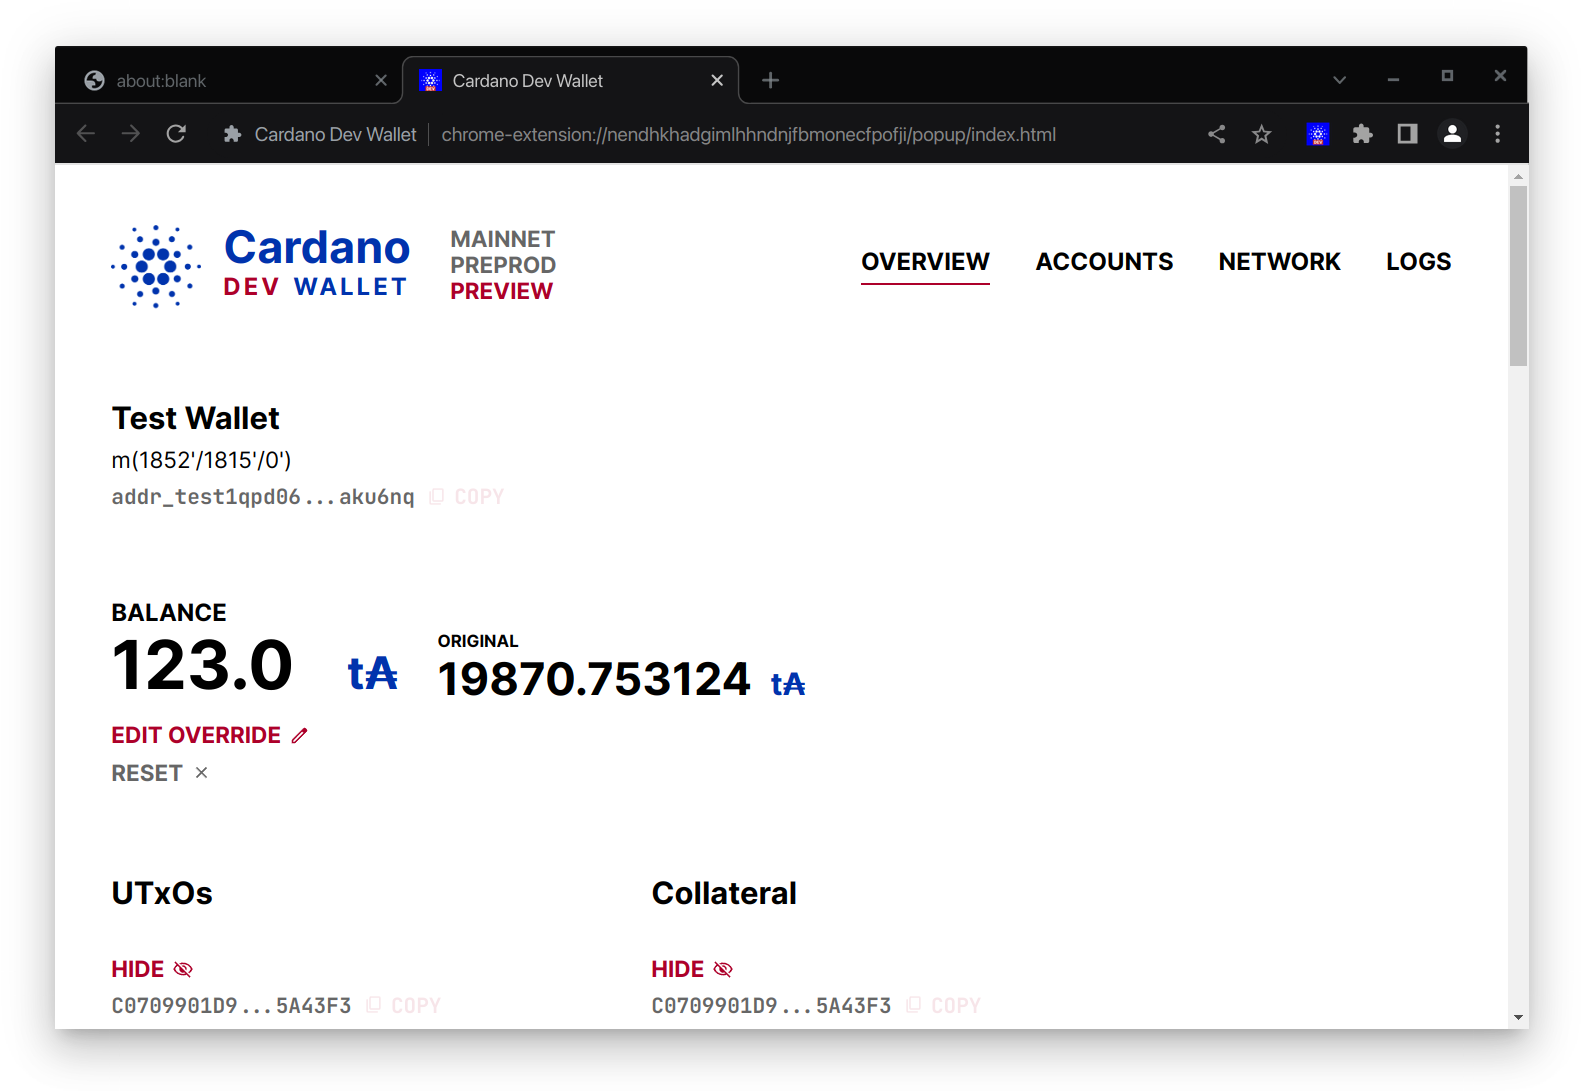 about:blank
Cardano Dev Wallet
Cardano Dev Wallet chrome-extension://nendhkhadgimlhhndnjfbmonecfpofji/popup/index.html
Cardano
DEV WALLET
MAINNET
PREPROD
PREVIEW
OVERVIEW
ACCOUNTS
NETWORK
LOGS
Test Wallet
m(1852'/1815'/0')
addr_test1qpd06...aku6nq COPY
BALANCE
123.0 t₳
ORIGINAL
19870.753124 t₳
EDIT OVERRIDE
RESET
UTxOs
HIDE
C0709901D9...5A43F3 COPY
Collateral
HIDE
C0709901D9...5A43F3 COPY